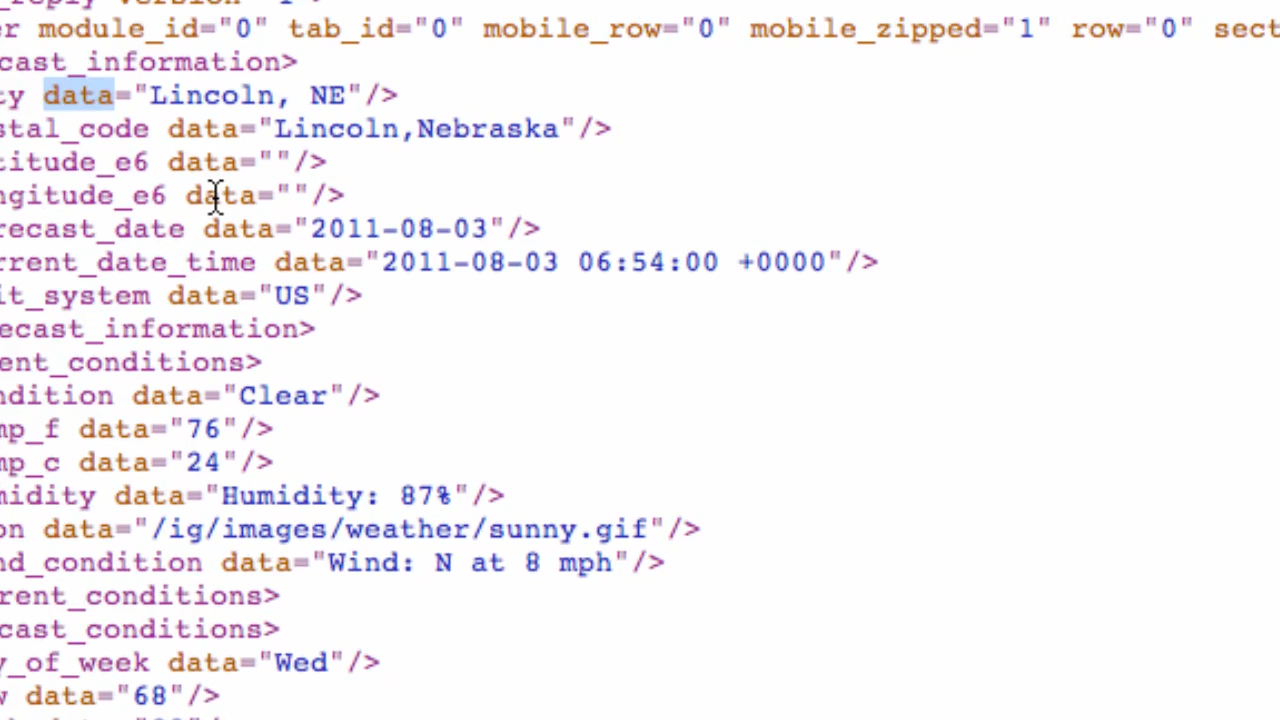 er module_id="0" tab_id="0" mobile_row="0" mobile_zipped="1" row="0" sect
cast_information>
ty data="Lincoln, NE"/>
stal_code data="Lincoln,Nebraska"/>
titude_e6 data=""/>
ngitude_e6 data=""/>
recast_date data="2011-08-03"/>
rrent_date_time data="2011-08-03 06:54:00 +0000"/>
it_system data="US"/>
ecast_information>
ent_conditions>
ndition data="Clear"/>
mp_f data="76"/>
mp_c data="24"/>
midity data="Humidity: 87%"/>
on data="/ig/images/weather/sunny.gif"/>
nd_condition data="Wind: N at 8 mph"/>
rent_conditions>
cast_conditions>
y_of_week data="Wed"/>
w data="68"/>